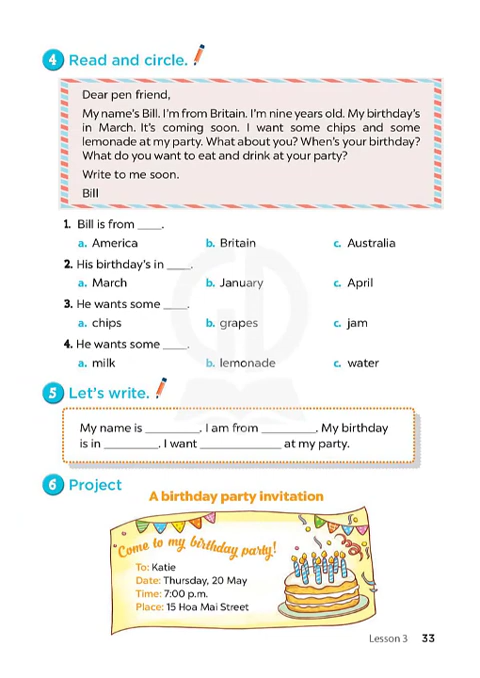 4 Read and circle.
Dear pen friend,
My name's Bill. I'm from Britain. I'm nine years old. My birthday's
in March. It's coming soon. I want some chips and some
lemonade at my party. What about you? When's your birthday?
What do you want to eat and drink at your party?
Write to me soon.
Bill
1. Bill is from ____.
a. America b. Britain c. Australia
2. His birthday's in ____.
a. March b. January c. April
3. He wants some ____.
a. chips b. grapes c. jam
4. He wants some ____.
a. milk b. lemonade c. water
5 Let's write.
My name is _________. I am from _________. My birthday
is in _________. I want _____________ at my party.
6 Project
A birthday party invitation
"Come to my birthday party!
To: Katie
Date: Thursday, 20 May
Time: 7:00 p.m.
Place: 15 Hoa Mai Street
Lesson 3 33